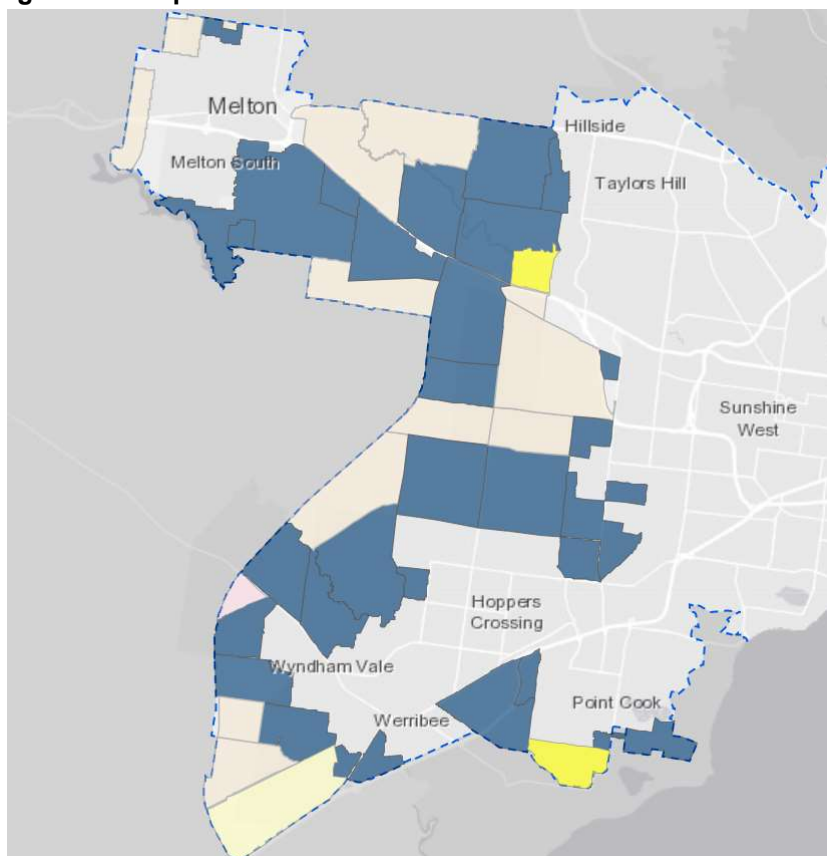 Melton
Hillside
Melton South
Taylors Hill
Sunshine
West
Hoppers
Crossing
Wyndham Vale
Point Cook
Werribee